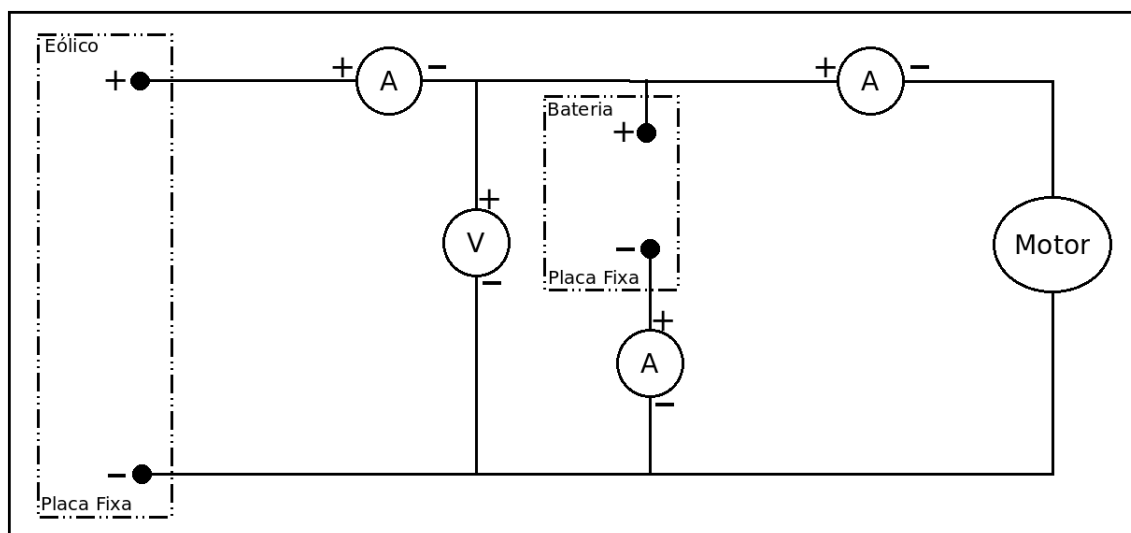 Eólico
+ A - + A -
Bateria
+
+
V
-
-
Placa Fixa
Motor
+
A
-
-
Placa Fixa